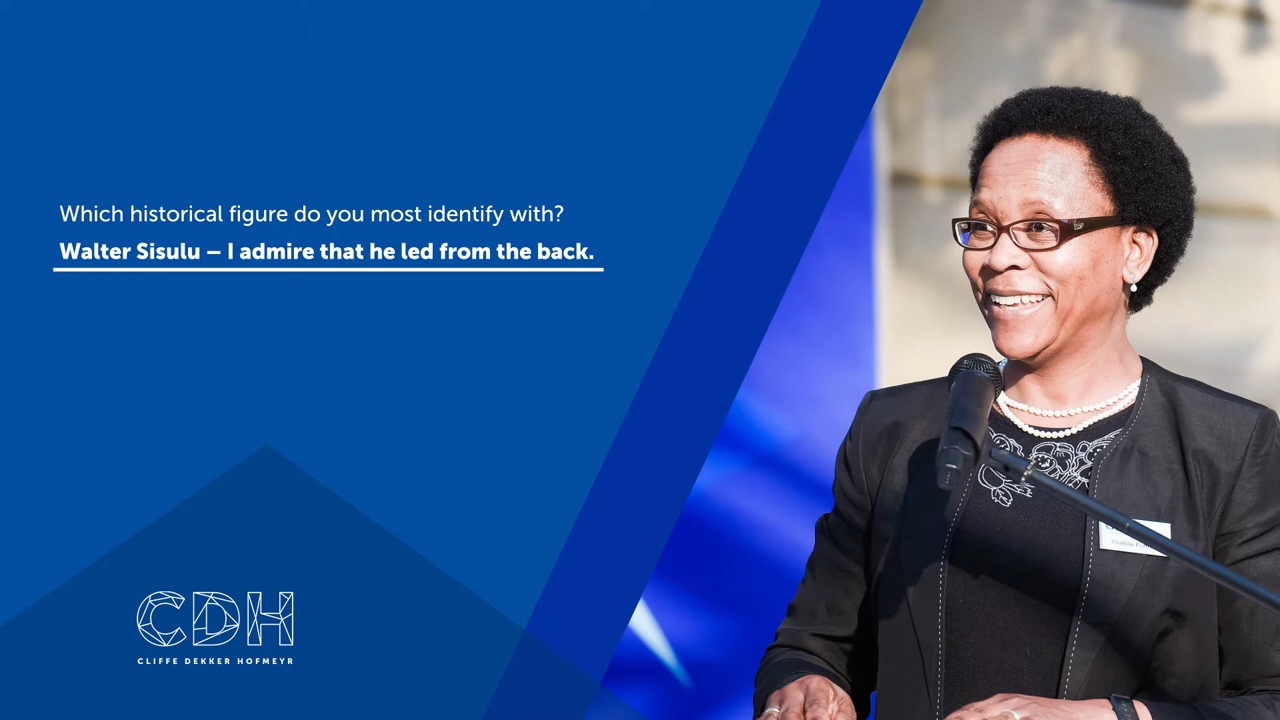 Which historical figure do you most identify with?
Walter Sisulu – I admire that he led from the back.
CDH
CLIFFE DEKKER HOFMEYR